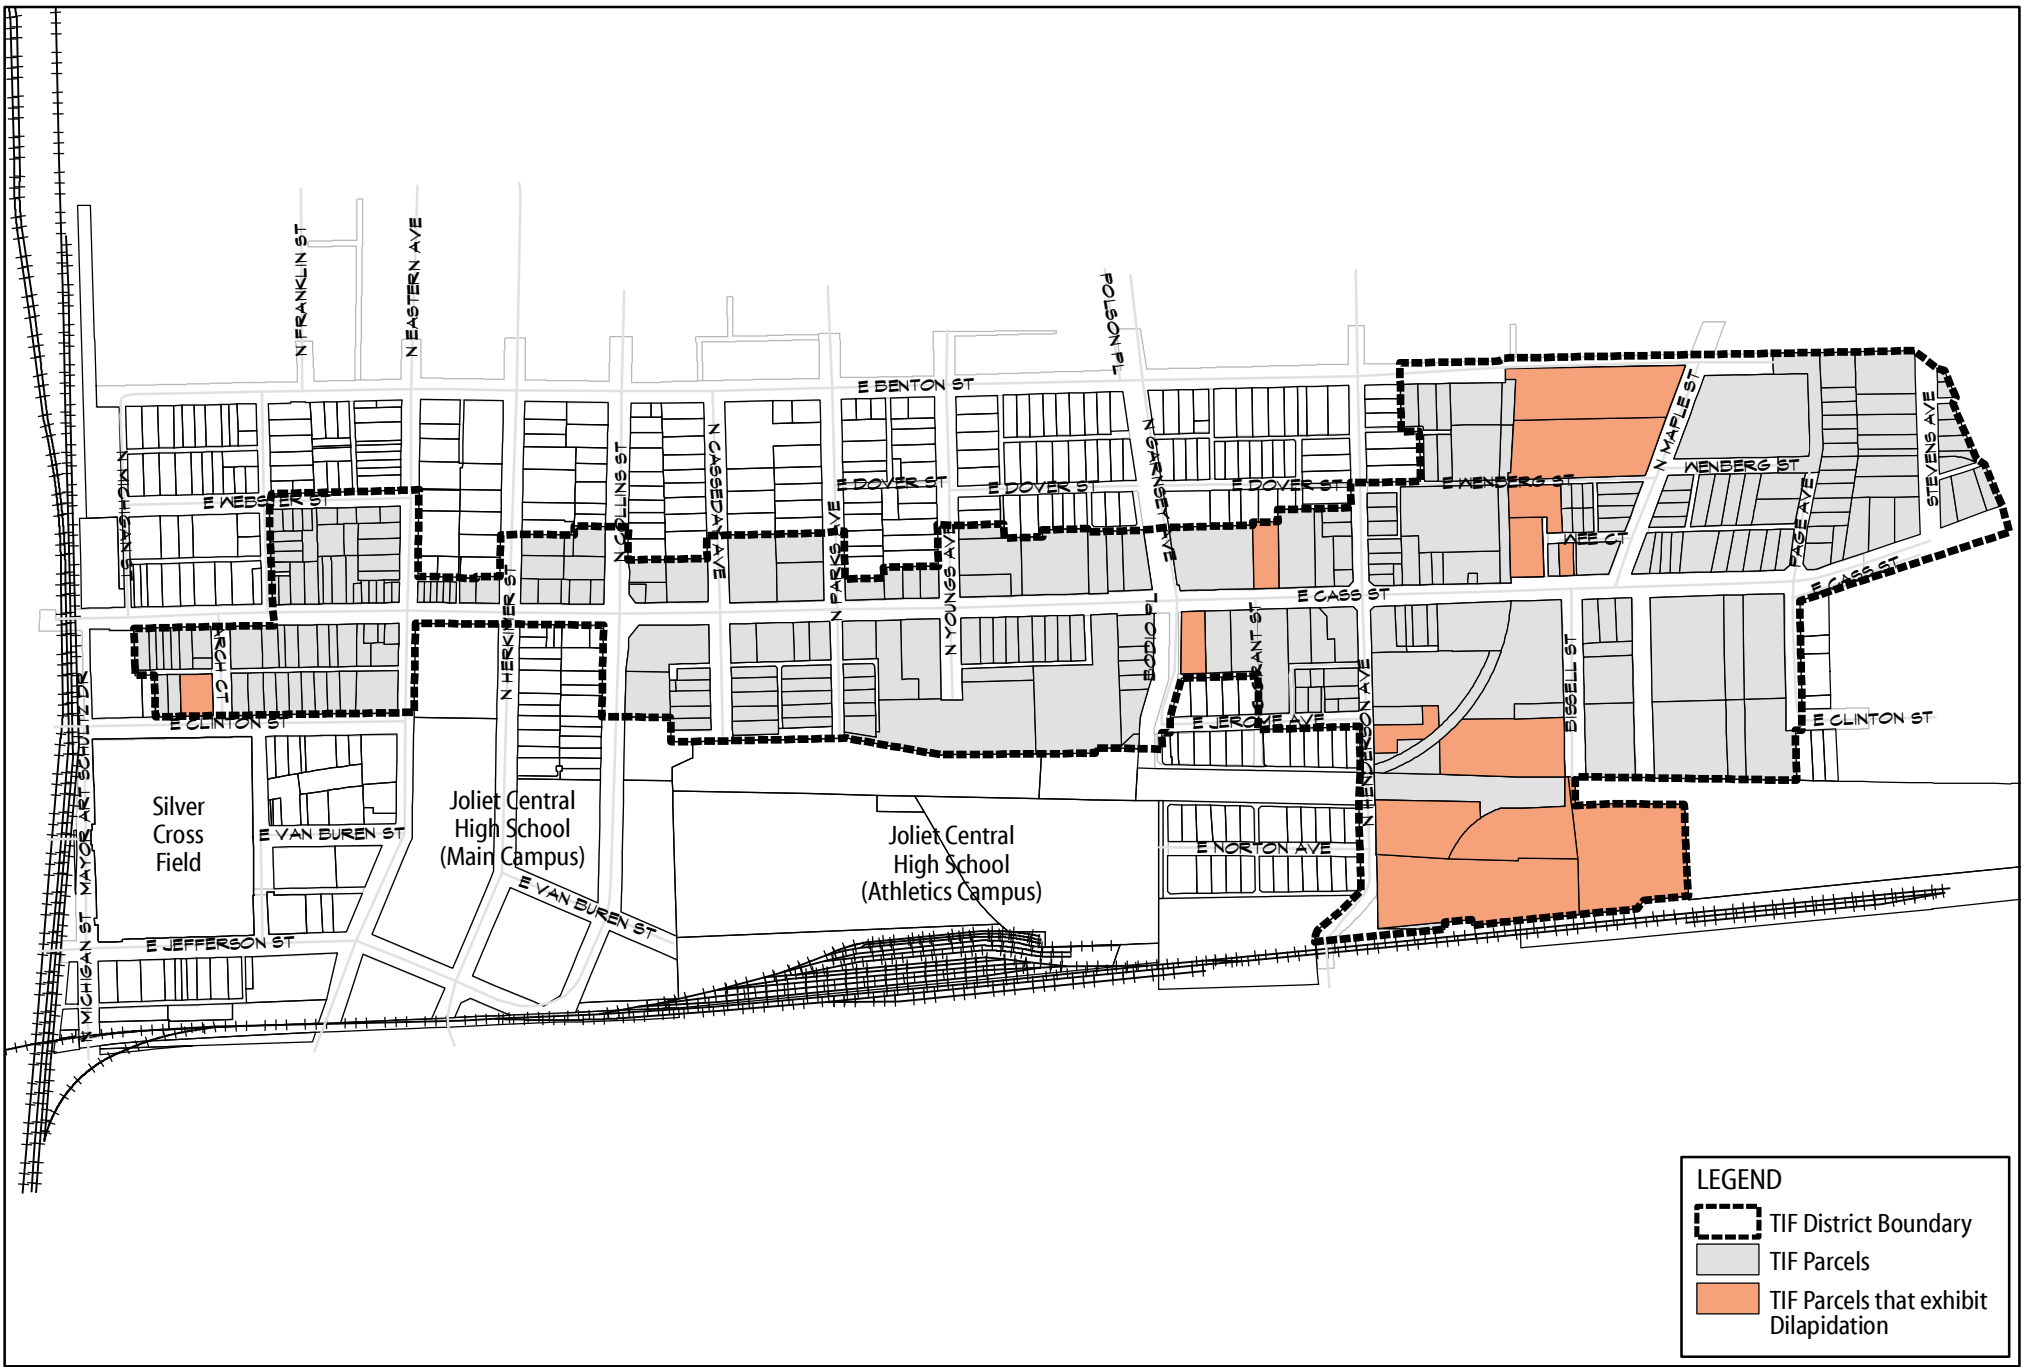 N FRANKLIN ST
N EASTERN AVE
POLSON PL
E BENTON ST
N MICHIGAN ST
E WEBSTER ST
N COLLINS ST
N CASSEDAY AVE
E DOVER ST
E DOVER ST
N GARNSEY AVE
E DOVER ST
E WENBERG ST
N MAPLE ST
WENBERG ST
STEVENS AVE
PAGE AVE
WEE CT
E CASS ST
E CASS ST
N HERKIMER ST
N PARKS AVE
N YOUNGS AVE
BODIO PL
GRANT ST
N HENDERSON AVE
BISSELL ST
ARCH CT
E CLINTON ST
E JEROME AVE
E CLINTON ST
MAYOR ART SCHULTZ DR
Silver
Cross
Field
E VAN BUREN ST
Joliet Central
High School
(Main Campus)
Joliet Central
High School
(Athletics Campus)
E NORTON AVE
E VAN BUREN ST
E JEFFERSON ST
N MICHIGAN ST
LEGEND
TIF District Boundary
TIF Parcels
TIF Parcels that exhibit
Dilapidation